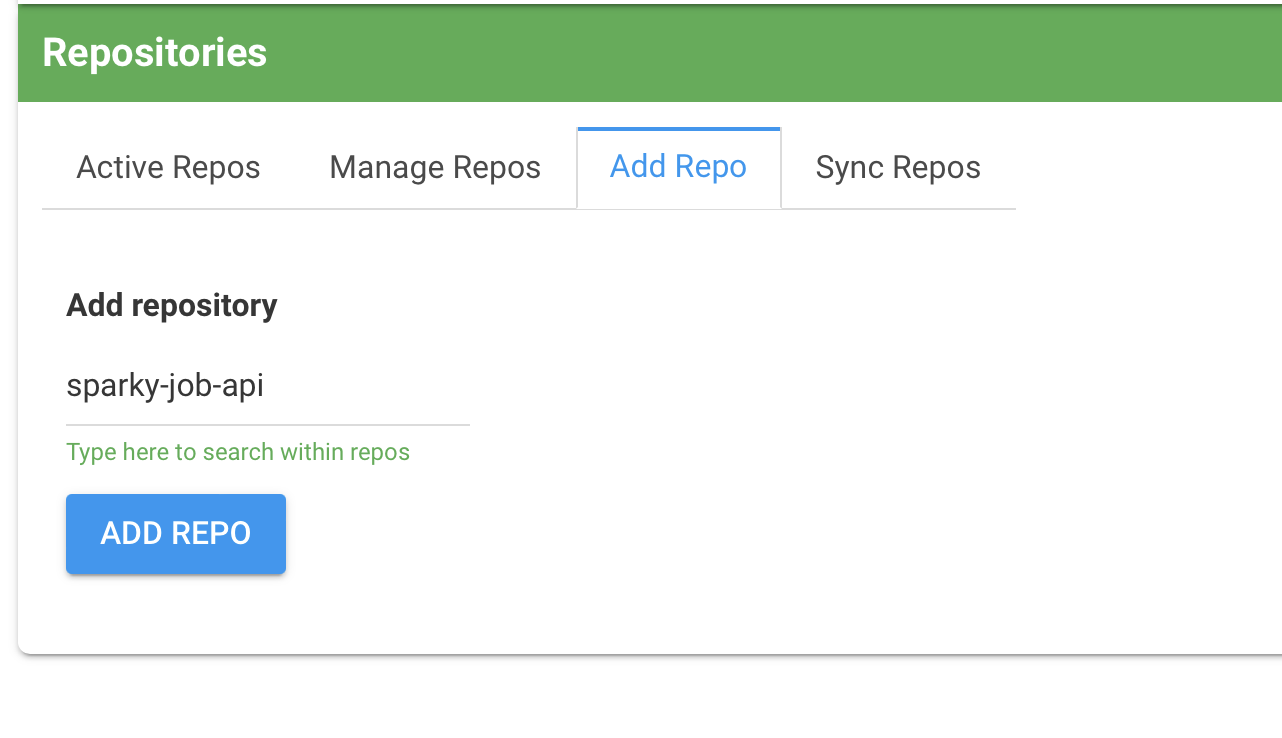 Repositories
Active Repos Manage Repos Add Repo Sync Repos
Add repository
sparky-job-api
Type here to search within repos
ADD REPO